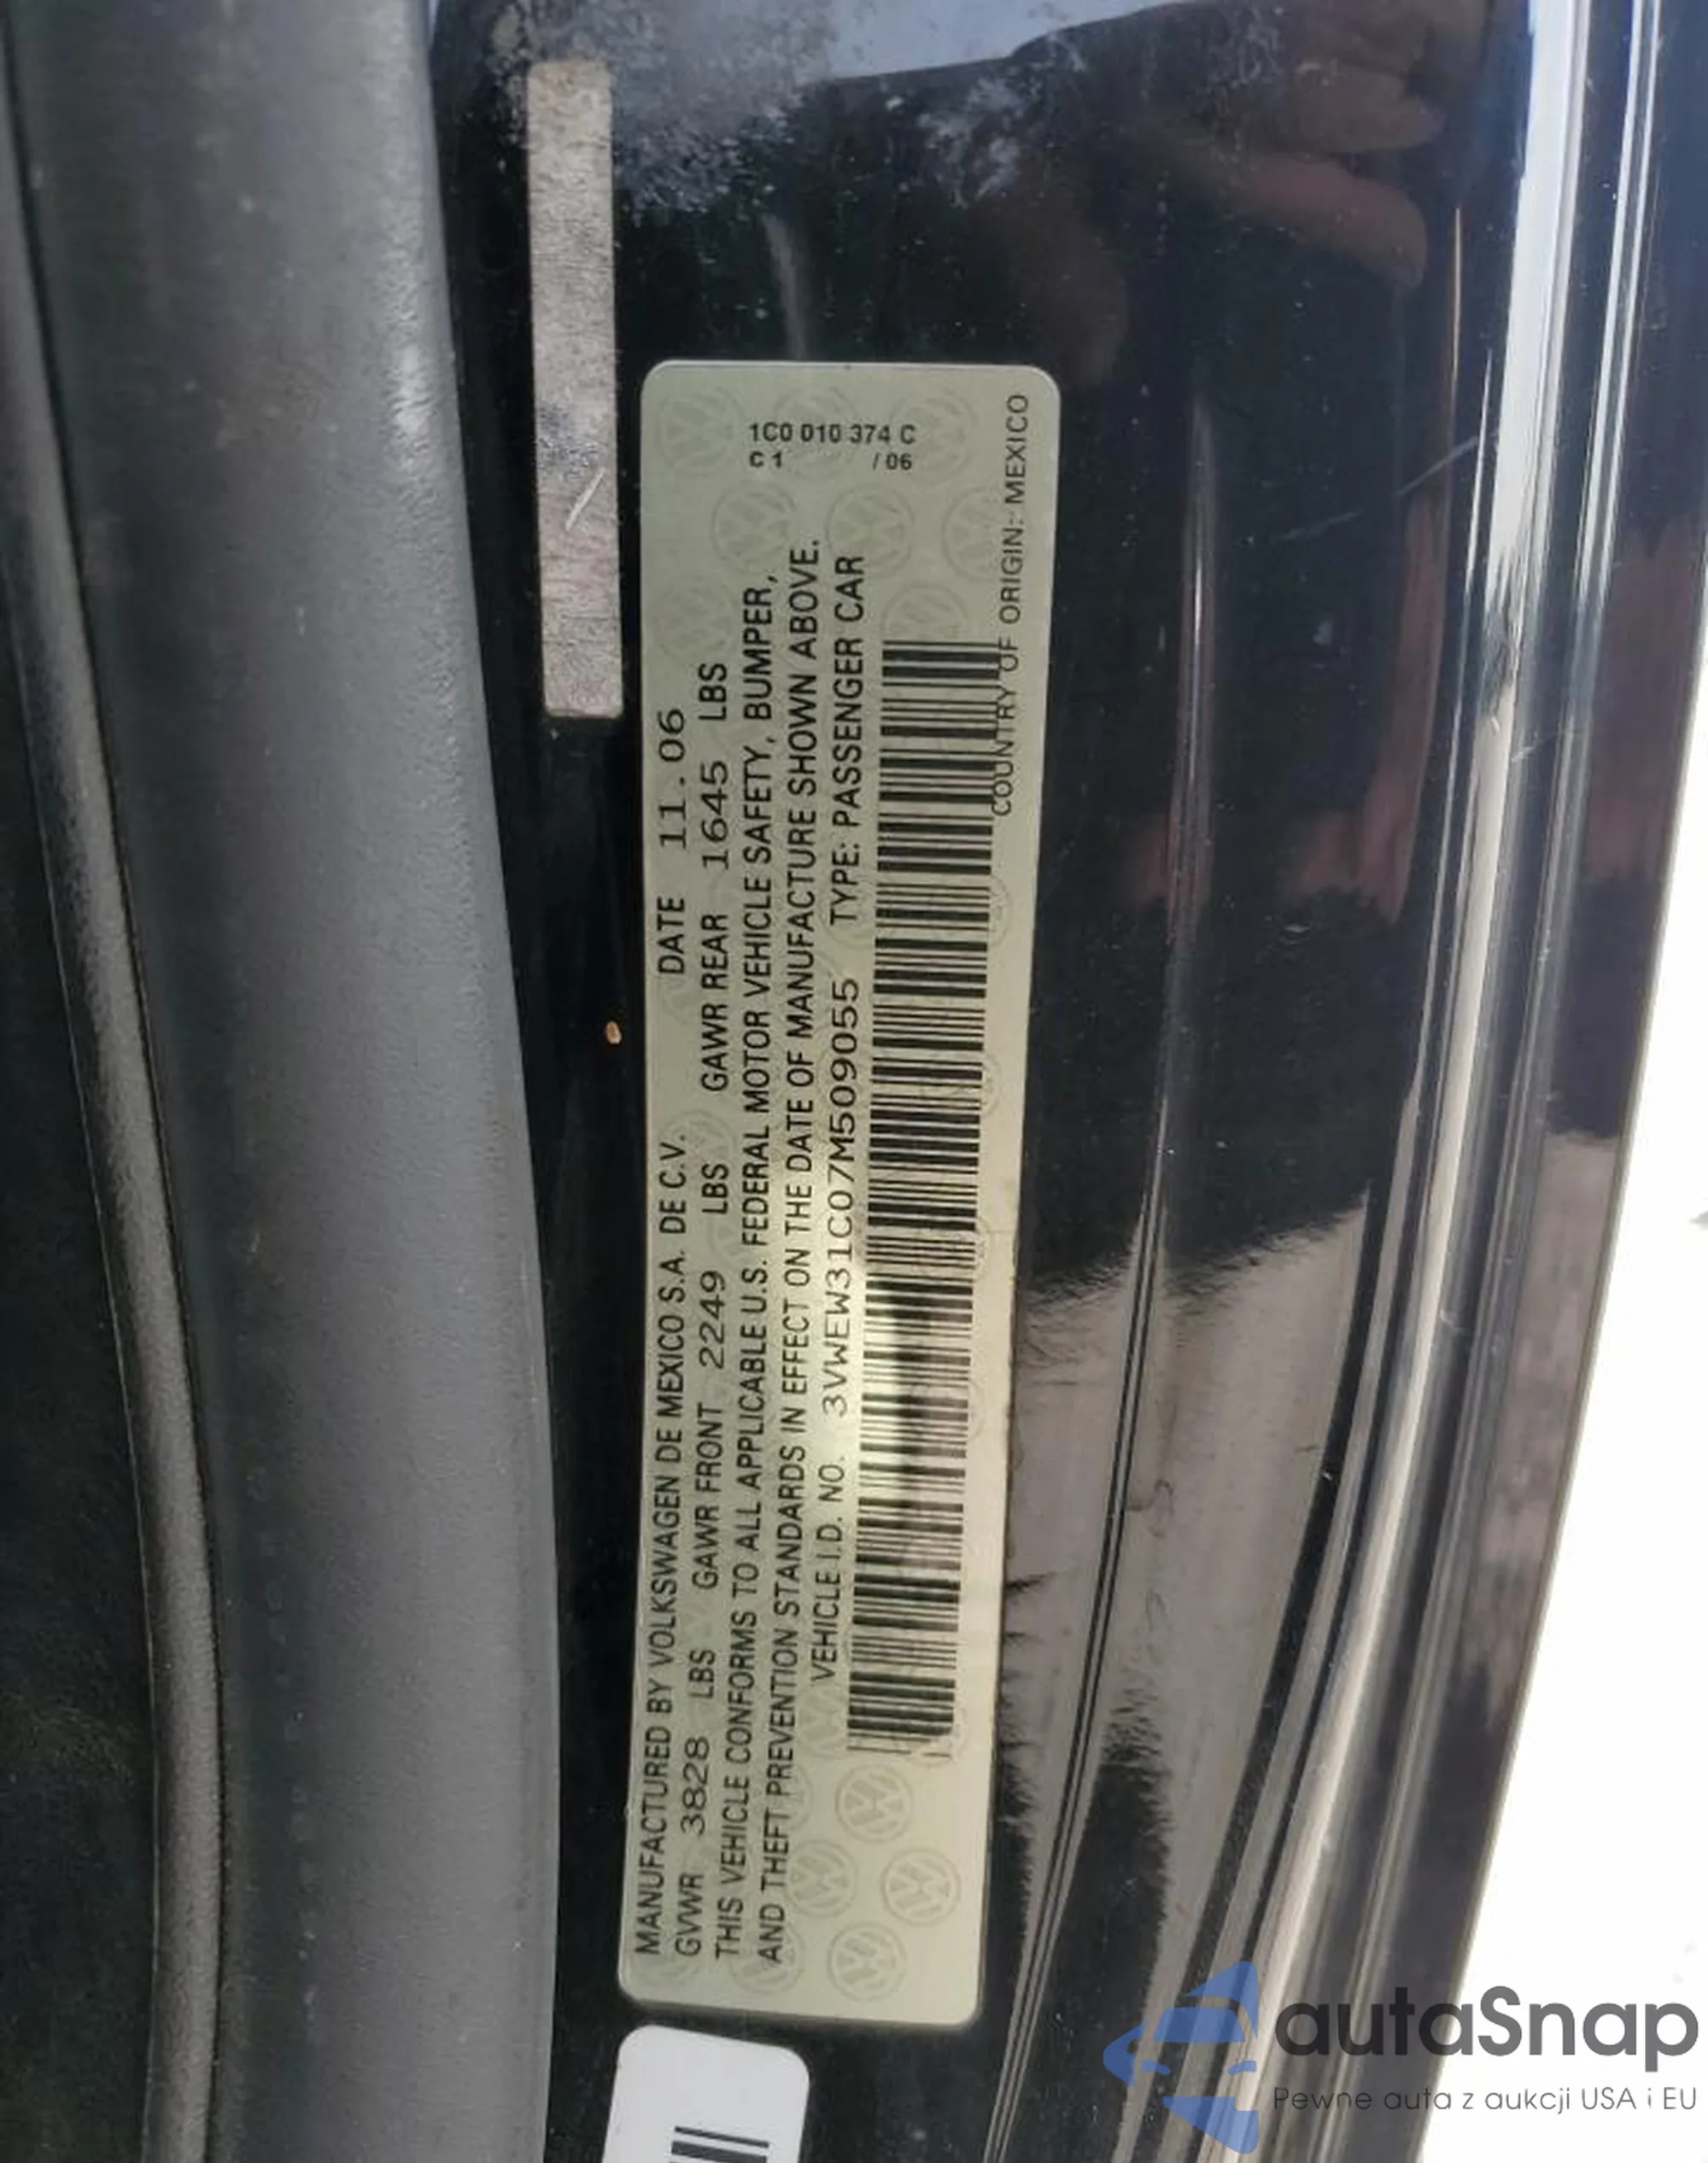 1C0 010 374 C
C 1 / 06
MANUFACTURED BY VOLKSWAGEN DE MEXICO S.A. DE C.V. DATE 11.06
GVWR 3828 LBS GAWR FRONT 2249 LBS GAWR REAR 1645 LBS
THIS VEHICLE CONFORMS TO ALL APPLICABLE U.S. FEDERAL MOTOR VEHICLE SAFETY, BUMPER,
AND THEFT PREVENTION STANDARDS IN EFFECT ON THE DATE OF MANUFACTURE SHOWN ABOVE.
VEHICLE I.D. NO. 3VWEW31C07M509055 TYPE: PASSENGER CAR
COUNTRY OF ORIGIN: MEXICO
autaSnap
Pewne auta z aukcji USA i EU